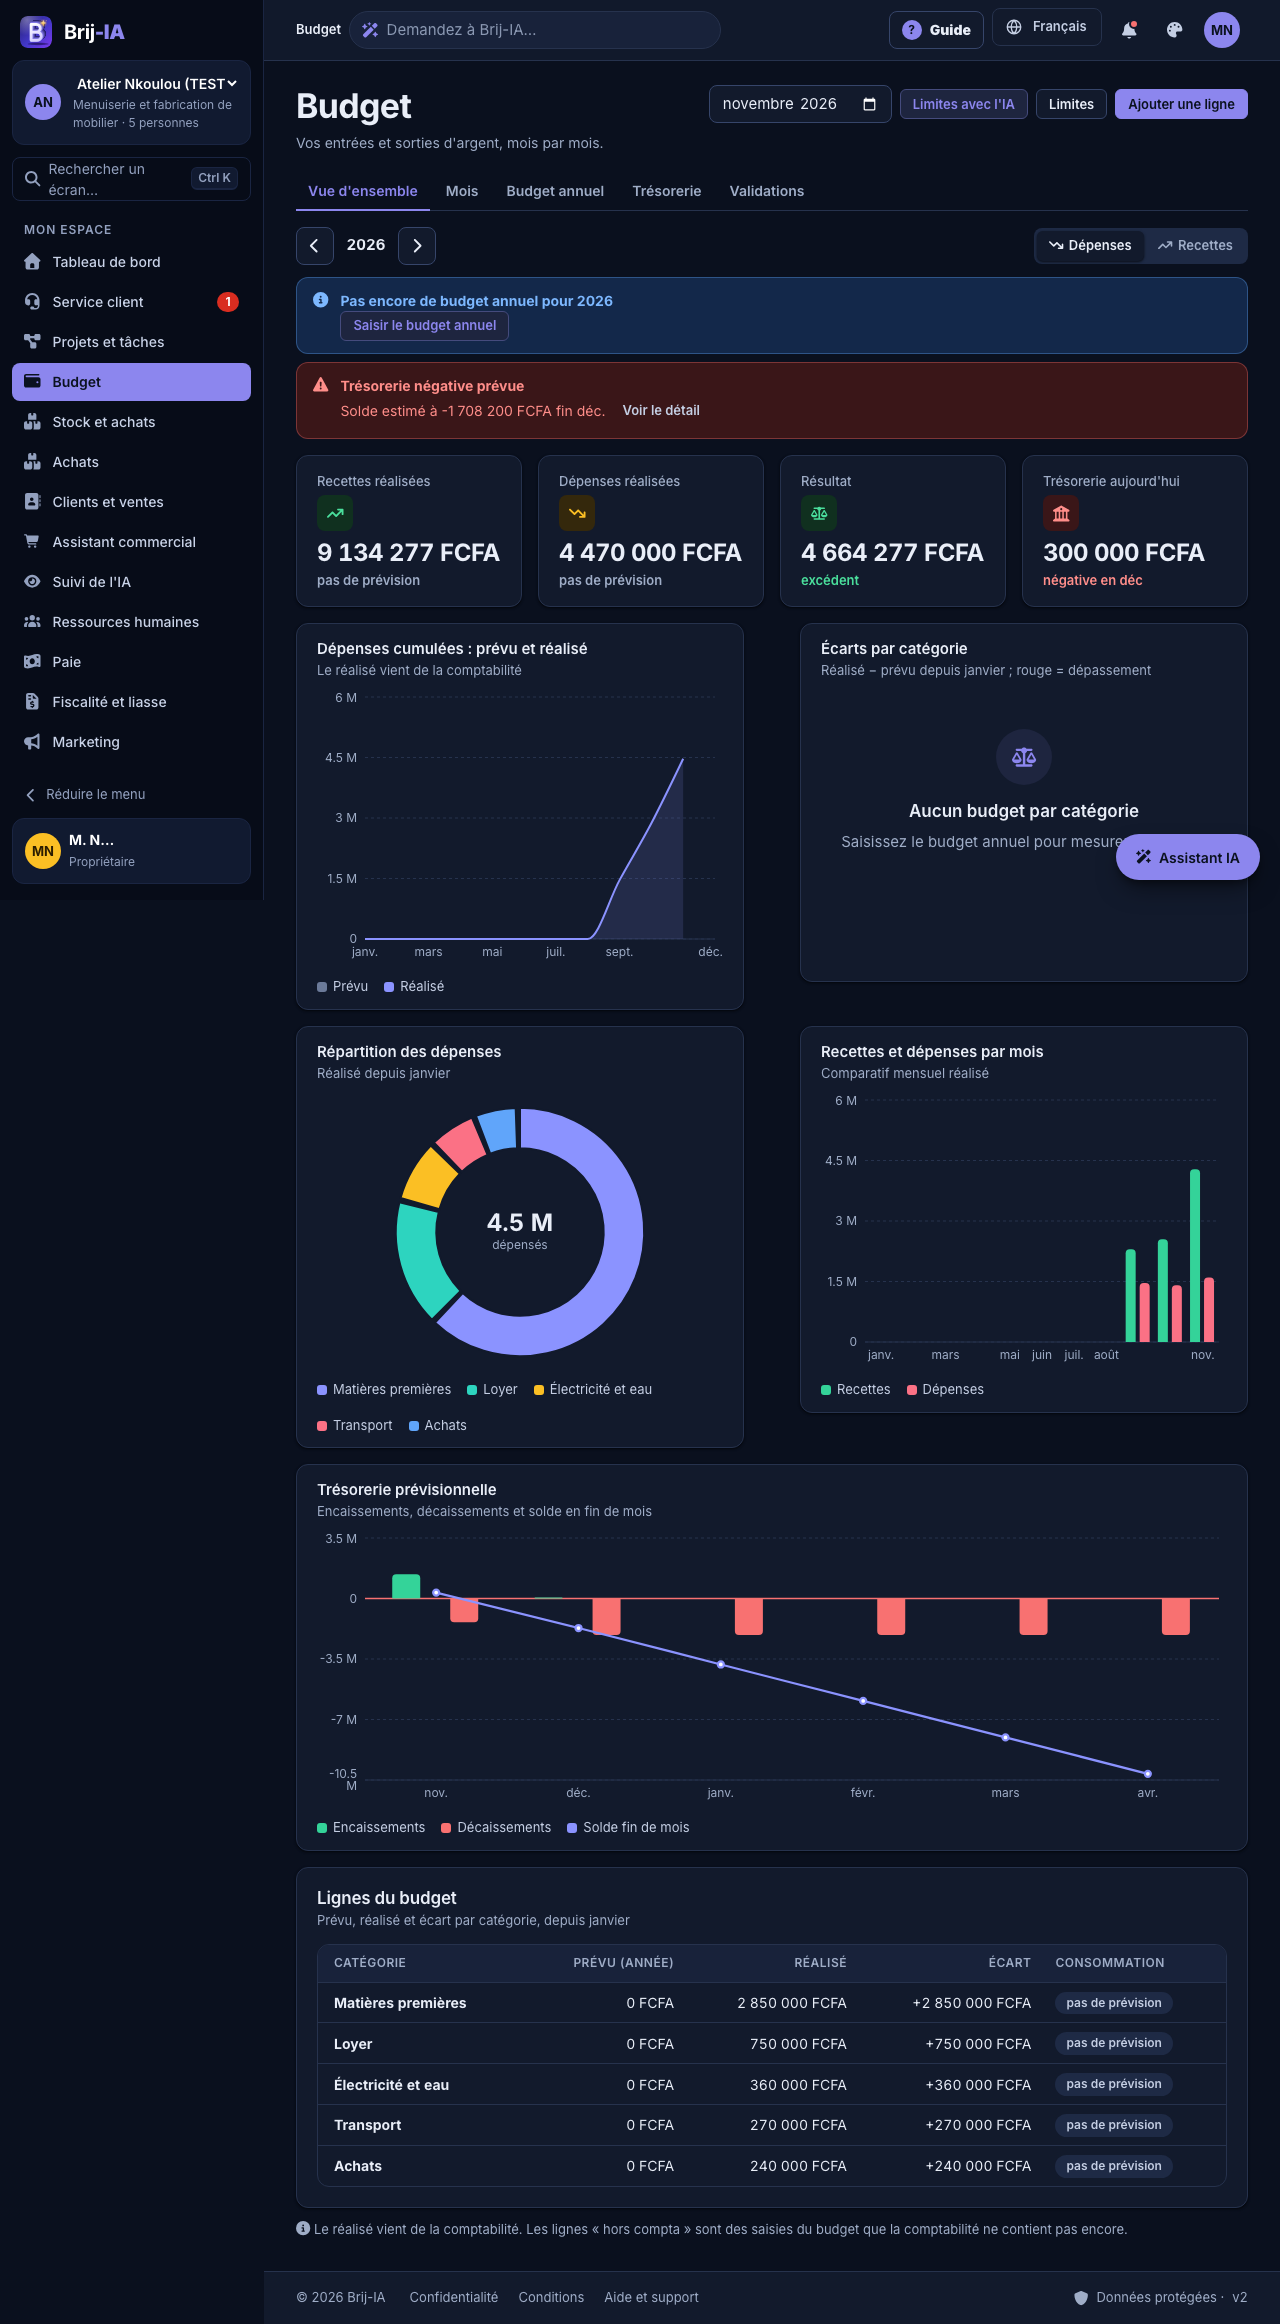 Brij-IA
AN
Atelier Nkoulou (TEST
Menuiserie et fabrication de
mobilier · 5 personnes
Rechercher un
écran...
Ctrl K
MON ESPACE
Tableau de bord
Service client
1
Projets et tâches
Budget
Stock et achats
Achats
Clients et ventes
Assistant commercial
Suivi de l'IA
Ressources humaines
Paie
Fiscalité et liasse
Marketing
Réduire le menu
MN
M. N...
Propriétaire
Budget
Demandez à Brij-IA...
? Guide
Français
MN
Budget
Vos entrées et sorties d'argent, mois par mois.
novembre 2026
Limites avec l'IA
Limites
Ajouter une ligne
Vue d'ensemble
Mois
Budget annuel
Trésorerie
Validations
2026
Dépenses
Recettes
Pas encore de budget annuel pour 2026
Saisir le budget annuel
Trésorerie négative prévue
Solde estimé à -1 708 200 FCFA fin déc.
Voir le détail
Recettes réalisées
9 134 277 FCFA
pas de prévision
Dépenses réalisées
4 470 000 FCFA
pas de prévision
Résultat
4 664 277 FCFA
excédent
Trésorerie aujourd'hui
300 000 FCFA
négative en déc
Dépenses cumulées : prévu et réalisé
Le réalisé vient de la comptabilité
6 M
4.5 M
3 M
1.5 M
0
janv.
mars
mai
juil.
sept.
déc.
Prévu
Réalisé
Écarts par catégorie
Réalisé − prévu depuis janvier ; rouge = dépassement
Aucun budget par catégorie
Saisissez le budget annuel pour mesure
Assistant IA
Répartition des dépenses
Réalisé depuis janvier
4.5 M
dépensés
Matières premières
Loyer
Électricité et eau
Transport
Achats
Recettes et dépenses par mois
Comparatif mensuel réalisé
6 M
4.5 M
3 M
1.5 M
0
janv.
mars
mai
juin
juil.
août
nov.
Recettes
Dépenses
Trésorerie prévisionnelle
Encaissements, décaissements et solde en fin de mois
3.5 M
0
-3.5 M
-7 M
-10.5
M
nov.
déc.
janv.
févr.
mars
avr.
Encaissements
Décaissements
Solde fin de mois
Lignes du budget
Prévu, réalisé et écart par catégorie, depuis janvier
CATÉGORIE PRÉVU (ANNÉE) RÉALISÉ ÉCART CONSOMMATION
Matières premières 0 FCFA 2 850 000 FCFA +2 850 000 FCFA pas de prévision
Loyer 0 FCFA 750 000 FCFA +750 000 FCFA pas de prévision
Électricité et eau 0 FCFA 360 000 FCFA +360 000 FCFA pas de prévision
Transport 0 FCFA 270 000 FCFA +270 000 FCFA pas de prévision
Achats 0 FCFA 240 000 FCFA +240 000 FCFA pas de prévision
Le réalisé vient de la comptabilité. Les lignes « hors compta » sont des saisies du budget que la comptabilité ne contient pas encore.
© 2026 Brij-IA
Confidentialité
Conditions
Aide et support
Données protégées · v2